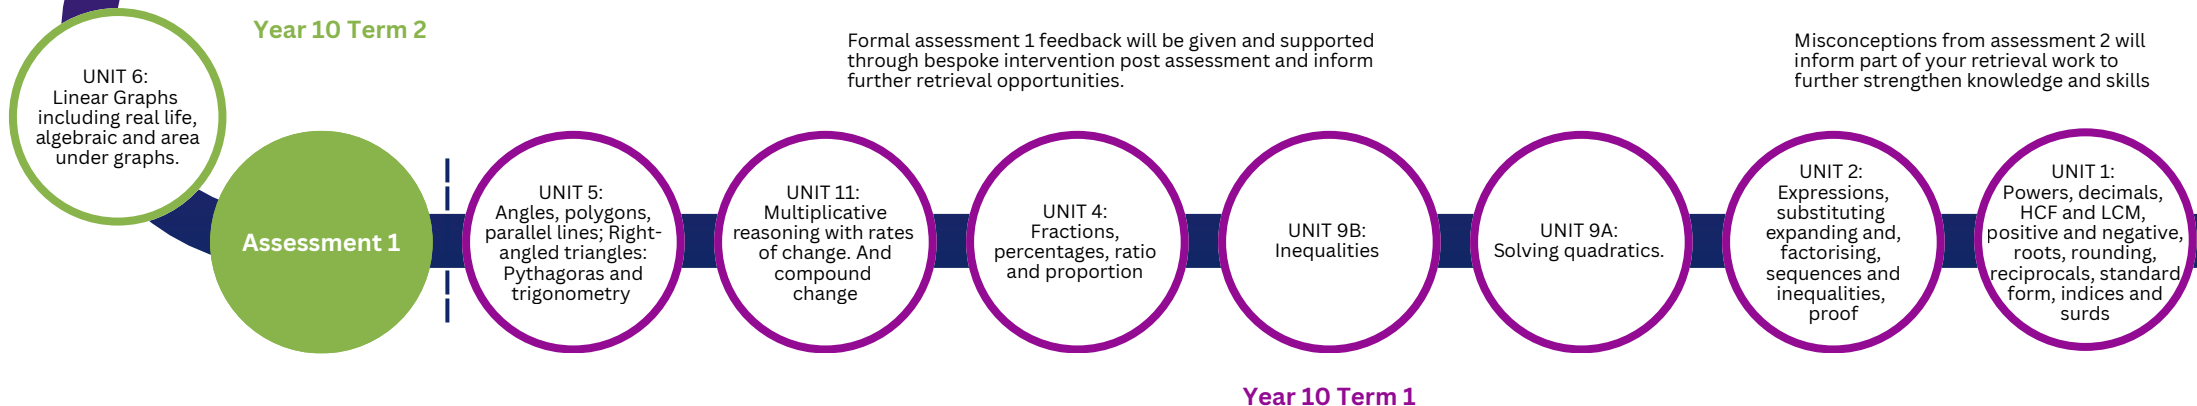 Year 10 Term 2
Formal assessment 1 feedback will be given and supported
through bespoke intervention post assessment and inform
further retrieval opportunities.
Misconceptions from assessment 2 will
inform part of your retrieval work to
further strengthen knowledge and skills
UNIT 6:
Linear Graphs
including real life,
algebraic and area
under graphs.
Assessment 1
UNIT 5:
Angles, polygons,
parallel lines; Right-
angled triangles:
Pythagoras and
trigonometry
UNIT 11:
Multiplicative
reasoning with rates
of change. And
compound
change
UNIT 4:
Fractions,
percentages, ratio
and proportion
UNIT 9B:
Inequalities
UNIT 9A:
Solving quadratics.
UNIT 2:
Expressions,
substituting
expanding and,
factorising,
sequences and
inequalities,
proof
UNIT 1:
Powers, decimals,
HCF and LCM,
positive and negative,
roots, rounding,
reciprocals, standard
form, indices and
surds
Year 10 Term 1